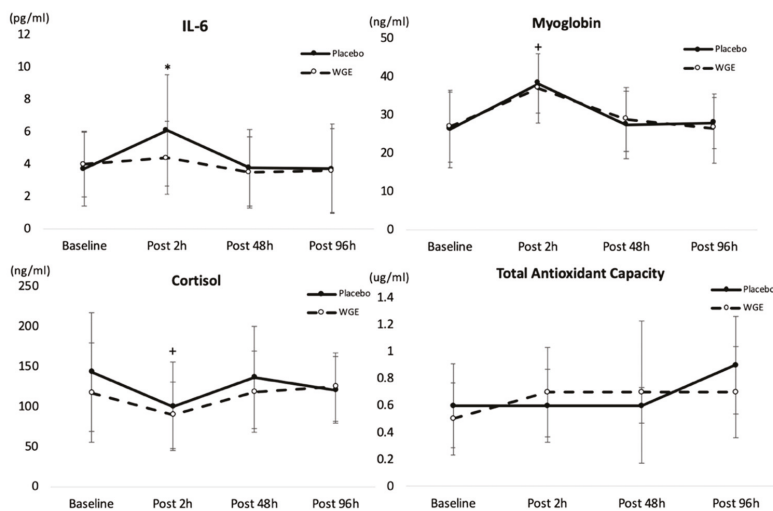 IL-6
(pg/ml)
12
10
8
6
4
2
0
Placebo
WGE
*
Baseline Post 2h Post 48h Post 96h
Myoglobin
(ng/ml)
50
40
30
20
10
0
Placebo
WGE
+
Baseline Post 2h Post 48h Post 96h
Cortisol
(ng/ml)
250
200
150
100
50
0
Placebo
WGE
+
Baseline Post 2h Post 48h Post 96h
Total Antioxidant Capacity
(ug/ml)
1.4
1.2
1
0.8
0.6
0.4
0.2
0
Placebo
WGE
Baseline Post 2h Post 48h Post 96h